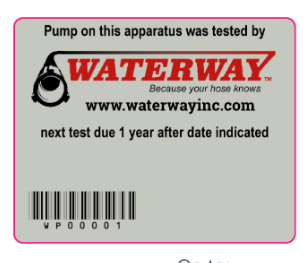 Pump on this apparatus was tested by
WATERWAY™
Because your hose knows
www.waterwayinc.com
next test due 1 year after date indicated
WP00001